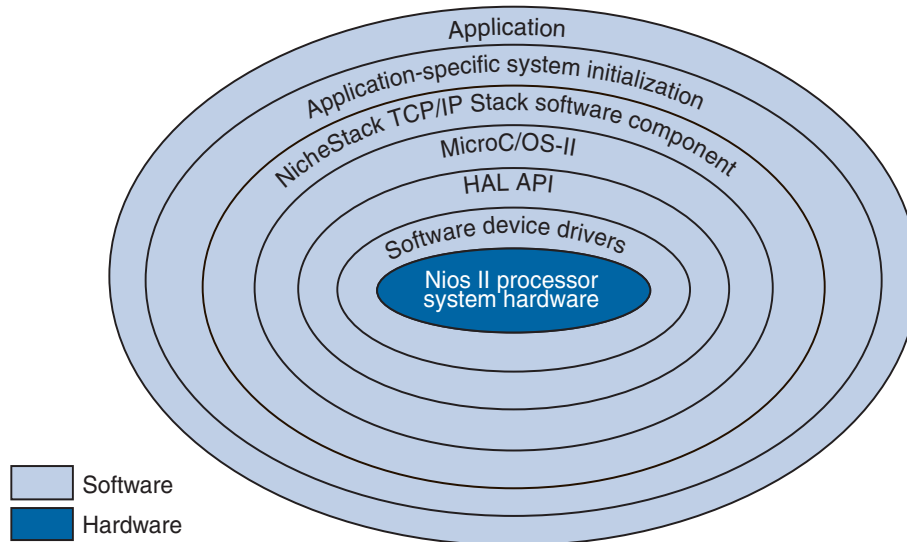 Application
Application-specific system initialization
NicheStack TCP/IP Stack software component
MicroC/OS-II
HAL API
Software device drivers
Nios II processor
system hardware
Software
Hardware